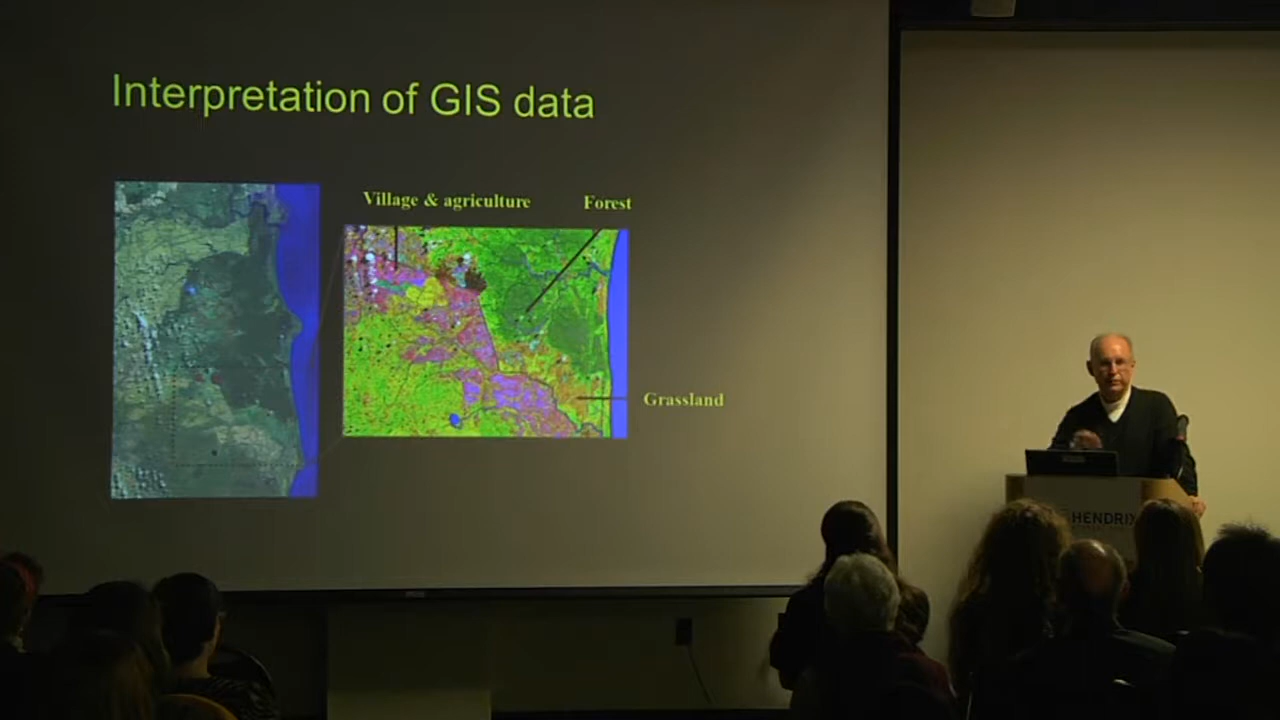 Interpretation of GIS data
Village & agriculture
Forest
Grassland
HENDRIX